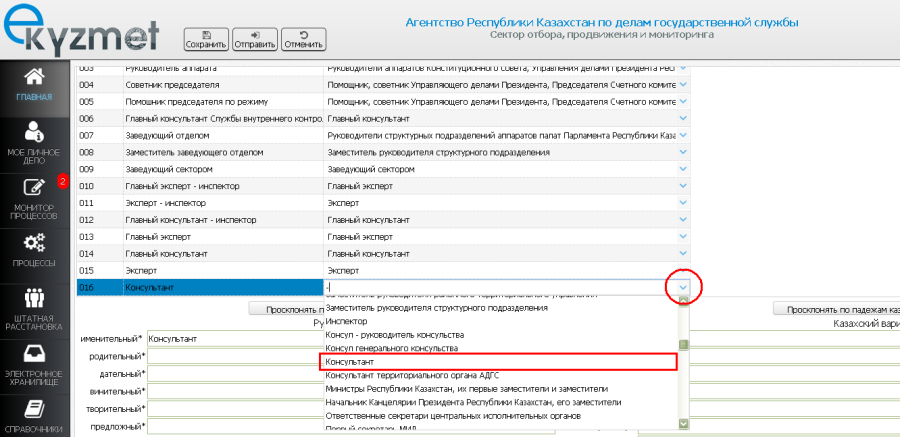 ekyzmet
Сохранить Отправить Отменить
Агентство Республики Казахстан по делам государственной службы
Сектор отбора, продвижения и мониторинга
ГЛАВНАЯ
МОЕ ЛИЧНОЕ
ДЕЛО
2
МОНИТОР
ПРОЦЕССОВ
ПРОЦЕССЫ
ШТАТНАЯ
РАССТАНОВКА
ЭЛЕКТРОННОЕ
ХРАНИЛИЩЕ
СПРАВОЧНИКИ
003 Руководитель аппарата Руководители аппаратов Конституционного Совета, Управления делами Президента Рес
004 Советник председателя Помощник, советник Управляющего делами Президента, Председателя Счетного комите
005 Помощник председателя по режиму Помощник, советник Управляющего делами Президента, Председателя Счетного комите
006 Главный консультант Службы внутреннего контро. Главный консультант
007 Заведующий отделом Руководители структурных подразделений аппаратов палат Парламента Республики Каза
008 Заместитель заведующего отделом Заместитель руководителя структурного подразделения
009 Заведующий сектором Заведующий сектором
010 Главный эксперт - инспектор Главный эксперт
011 Эксперт - инспектор Эксперт
012 Главный консультант - инспектор Главный консультант
013 Главный эксперт Главный эксперт
014 Главный консультант Главный консультант
015 Эксперт Эксперт
016 Консультант -
Заместитель руководителя районного территориального управления
Заместитель руководителя структурного подразделения
Инспектор
Консул - руководитель консульства
Консул генерального консульства
Консультант
Консультант территориального органа АДГС
Министры Республики Казахстан, их первые заместители и заместители
Начальник Канцелярии Президента Республики Казахстан, его заместители
Ответственные секретари центральных исполнительных органов
Первый секретарь МИД
Просклонять п
Ру
Просклонять по падежам каз
Казахский вари
именительный* Консультант
родительный*
дательный*
винительный*
творительный*
предложный*